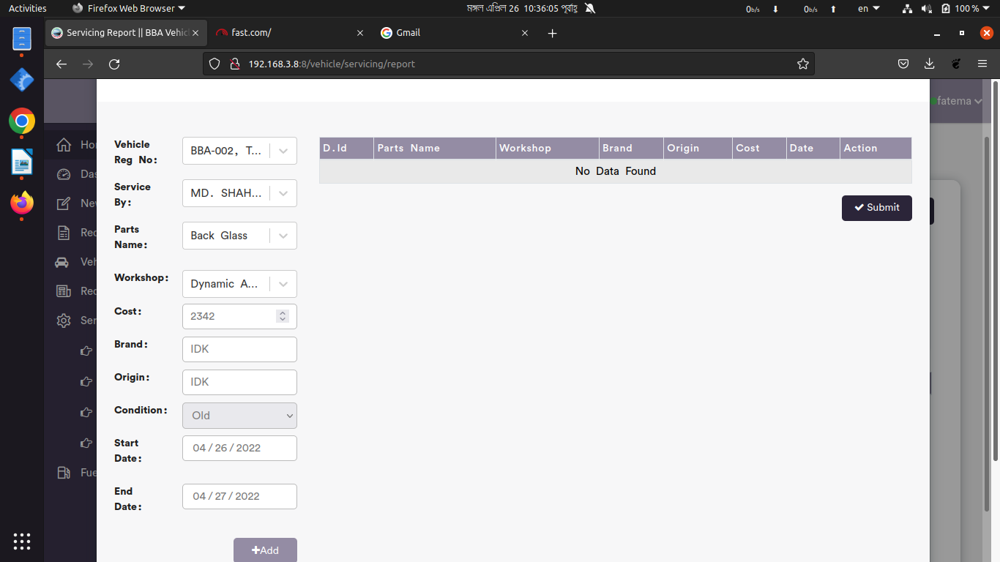 Activities Firefox Web Browser মঙ্গল এপ্রিল 26 10:36:05 পূর্বাহ্ণ 0b/s 0b/s en 100 %
Servicing Report || BBA Vehic fast.com/ Gmail
192.168.3.8:8/vehicle/servicing/report
fatema
Ho
Das
Nev
Rec
Veh
Rec
Ser
Fue
Vehicle Reg No: BBA-002, T...
Service By: MD. SHAH...
Parts Name: Back Glass
Workshop: Dynamic A...
Cost: 2342
Brand: IDK
Origin: IDK
Condition: Old
Start Date: 04 / 26 / 2022
End Date: 04 / 27 / 2022
Add
D.Id Parts Name Workshop Brand Origin Cost Date Action
No Data Found
Submit